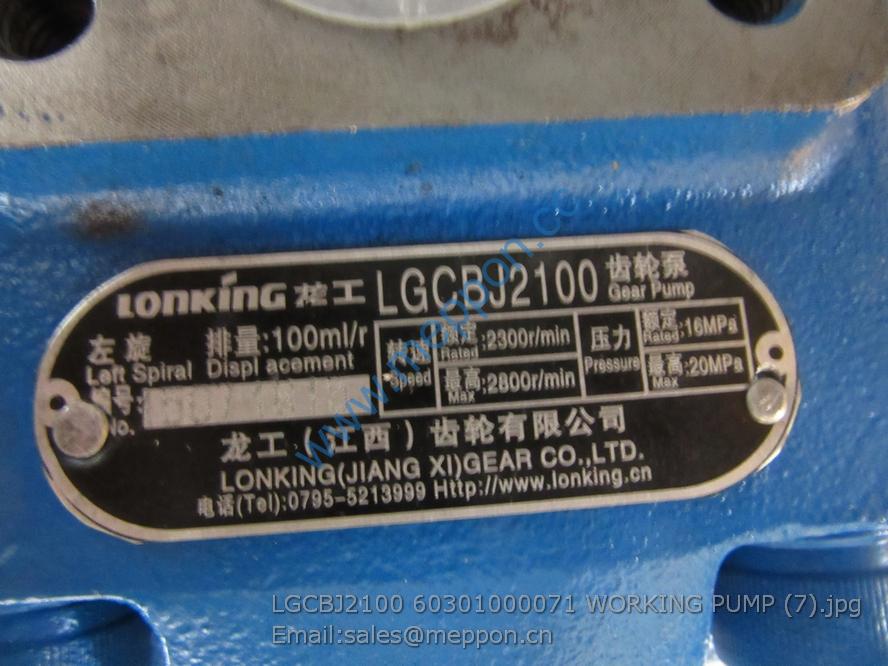 LONKING 龙工 LGCBJ2100 齿轮泵
Gear Pump
左旋 排量:100ml/r
Left Spiral Displ acement
转速 额定:2300r/min 压力 额定:16MPa
Speed Rated Pressure Rated
最高:2800r/min 最高:20MPa
Max Max
编号:
No.
龙工(江西)齿轮有限公司
LONKING(JIANG XI)GEAR CO.,LTD.
电话(Tel):0795-5213999 Http://www.lonking.cn
www.meppon.c
LGCBJ2100 60301000071 WORKING PUMP (7).jpg
Email:sales@meppon.cn